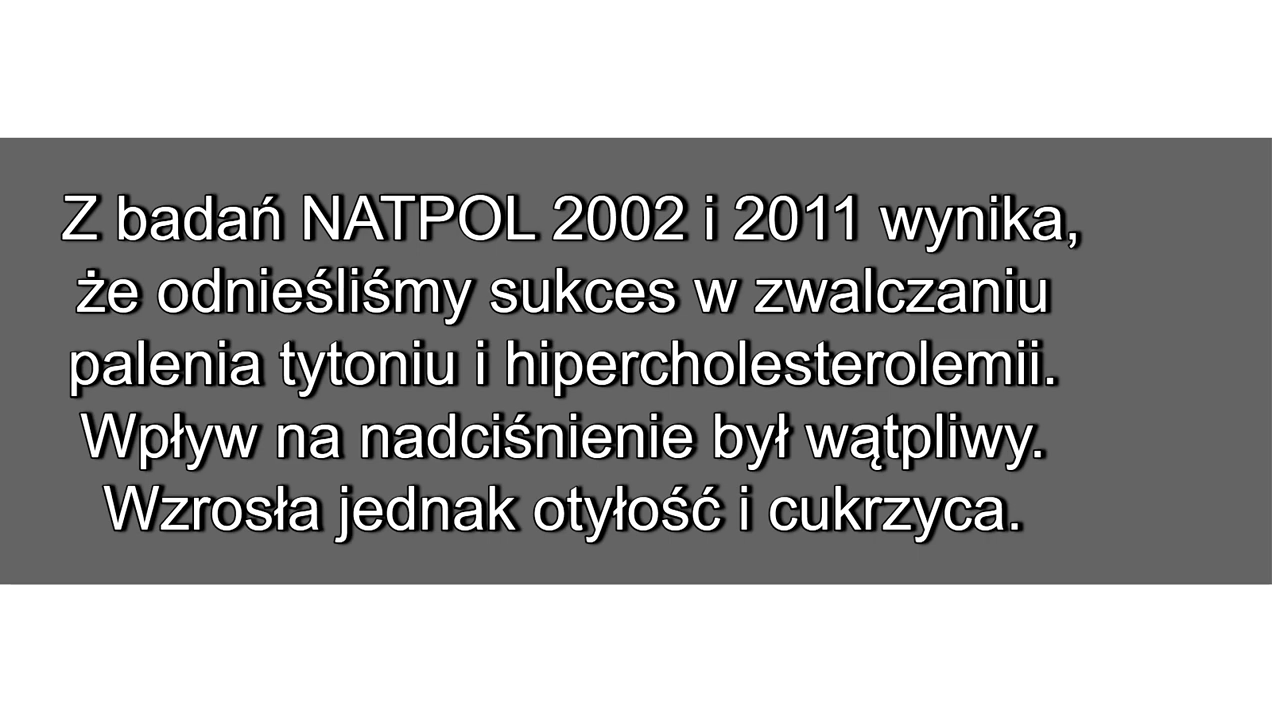 Z badań NATPOL 2002 i 2011 wynika,
że odnieśliśmy sukces w zwalczaniu
palenia tytoniu i hipercholesterolemii.
Wpływ na nadciśnienie był wątpliwy.
Wzrosła jednak otyłość i cukrzyca.